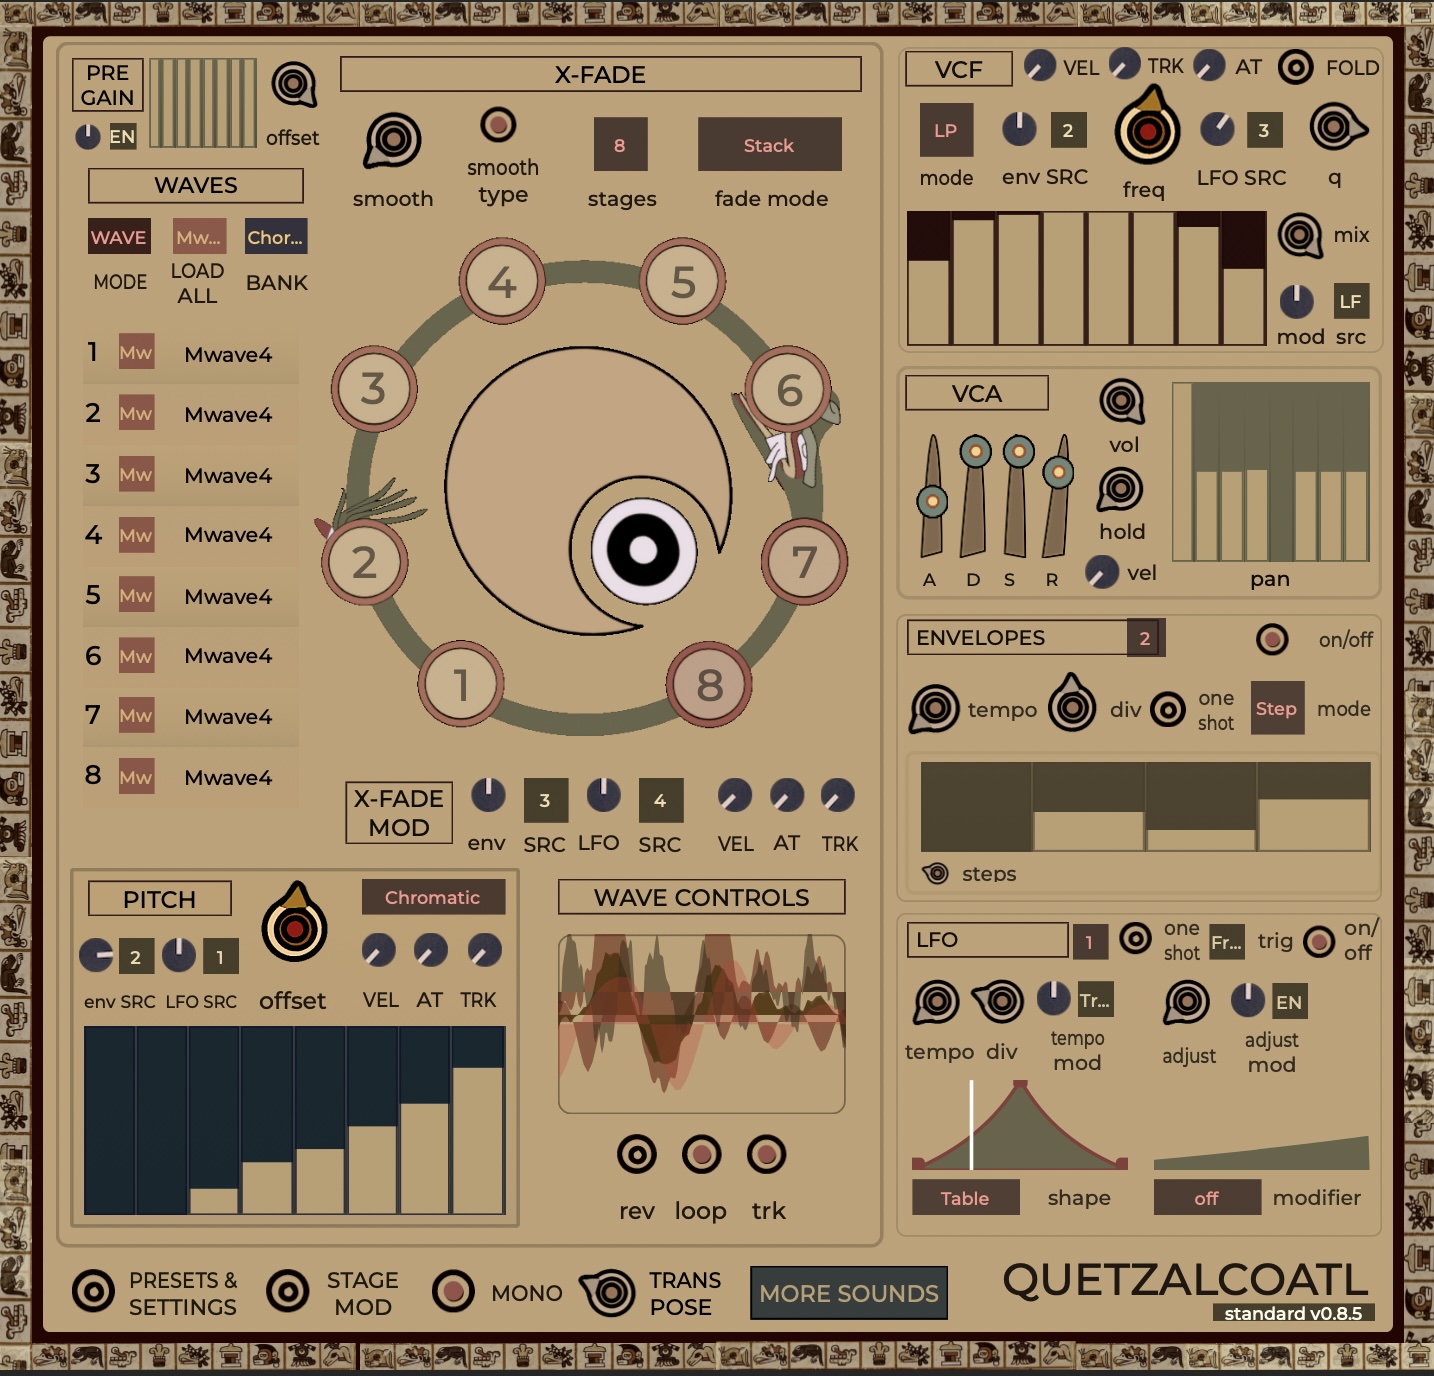 PRE
GAIN
EN
offset
X-FADE
smooth
smooth
type
8
stages
Stack
fade mode
WAVES
WAVE
MODE
Mw...
LOAD
ALL
Chor...
BANK
1 Mw Mwave4
2 Mw Mwave4
3 Mw Mwave4
4 Mw Mwave4
5 Mw Mwave4
6 Mw Mwave4
7 Mw Mwave4
8 Mw Mwave4
4 5
3 6
2 7
1 8
X-FADE
MOD
env
3
SRC
LFO
4
SRC
VEL AT TRK
PITCH
2
env SRC
1
LFO SRC
offset
Chromatic
VEL AT TRK
WAVE CONTROLS
rev loop trk
VCF
VEL TRK AT FOLD
LP
mode
2
env SRC
freq
3
LFO SRC
q
mix
LF
mod src
VCA
vol
hold
vel
A D S R
pan
ENVELOPES 2
on/off
tempo
div
one
shot
Step
mode
steps
LFO 1
one
shot
Fr...
trig
on/
off
tempo div
Tr...
tempo
mod
adjust
EN
adjust
mod
Table
shape
off
modifier
PRESETS &
SETTINGS
STAGE
MOD
MONO
TRANS
POSE
MORE SOUNDS
QUETZALCOATL
standard v0.8.5